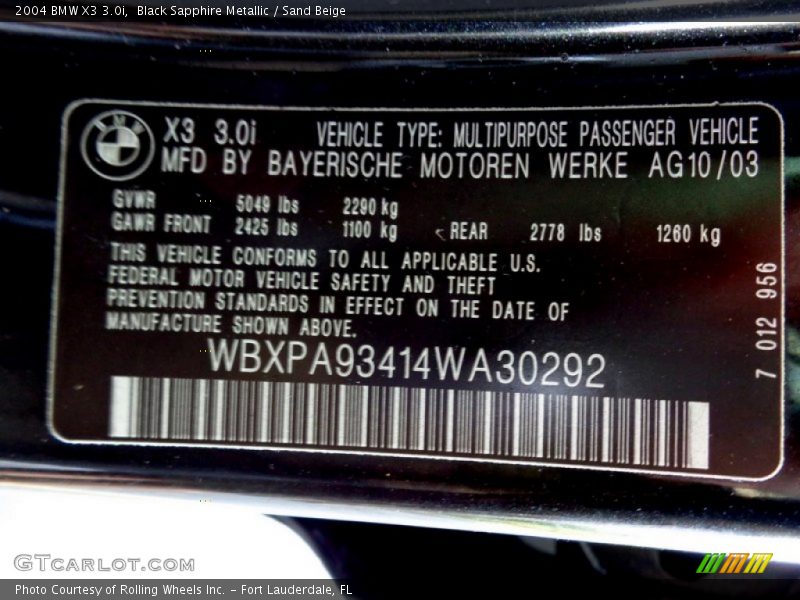 2004 BMW X3 3.0i,  Black Sapphire Metallic / Sand Beige
BMW
X3 3.0i VEHICLE TYPE: MULTIPURPOSE PASSENGER VEHICLE
MFD BY BAYERISCHE MOTOREN WERKE AG10/03
GVWR 5049 lbs 2290 kg
GAWR FRONT 2425 lbs 1100 kg REAR 2778 lbs 1260 kg
THIS VEHICLE CONFORMS TO ALL APPLICABLE U.S.
FEDERAL MOTOR VEHICLE SAFETY AND THEFT
PREVENTION STANDARDS IN EFFECT ON THE DATE OF
MANUFACTURE SHOWN ABOVE.
WBXPA93414WA30292
7 012 956
GTCARLOT.COM
Photo Courtesy of Rolling Wheels Inc. – Fort Lauderdale, FL